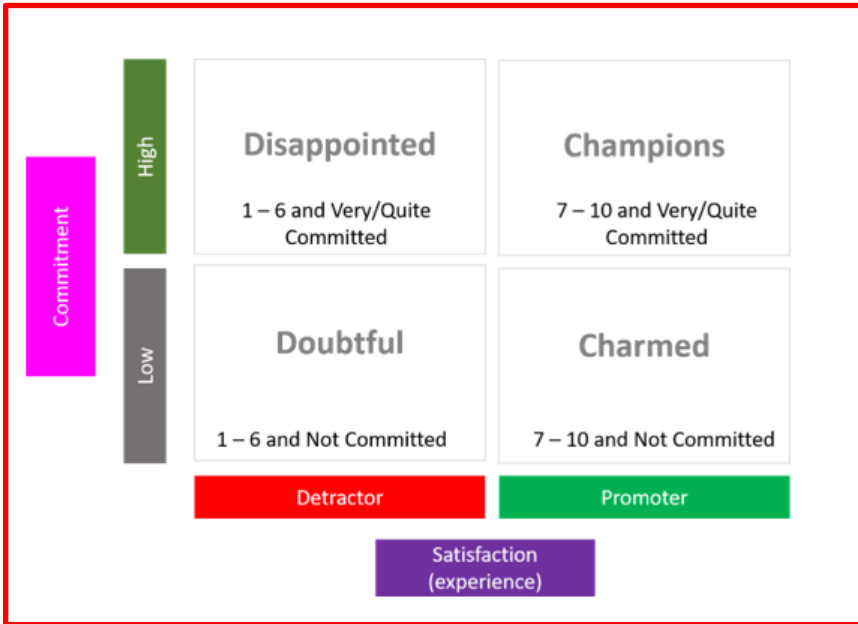 Commitment
High
Disappointed
1 – 6 and Very/Quite
Committed
Champions
7 – 10 and Very/Quite
Committed
Low
Doubtful
1 – 6 and Not Committed
Charmed
7 – 10 and Not Committed
Detractor
Promoter
Satisfaction
(experience)